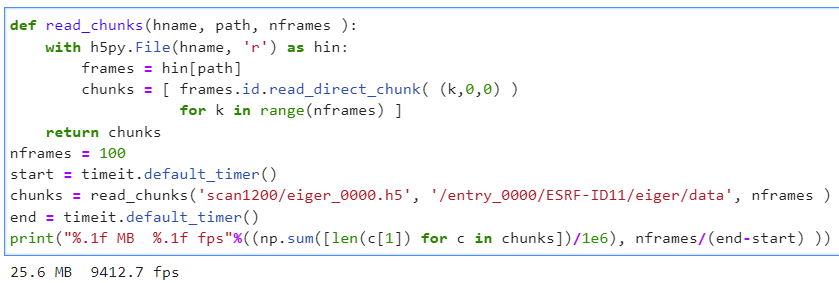 def read_chunks(hname, path, nframes ):
    with h5py.File(hname, 'r') as hin:
        frames = hin[path]
        chunks = [ frames.id.read_direct_chunk( (k,0,0) )
                   for k in range(nframes) ]
    return chunks
nframes = 100
start = timeit.default_timer()
chunks = read_chunks('scan1200/eiger_0000.h5', '/entry_0000/ESRF-ID11/eiger/data', nframes )
end = timeit.default_timer()
print("%.1f MB  %.1f fps"%((np.sum([len(c[1]) for c in chunks])/1e6), nframes/(end-start) ))
25.6 MB  9412.7 fps